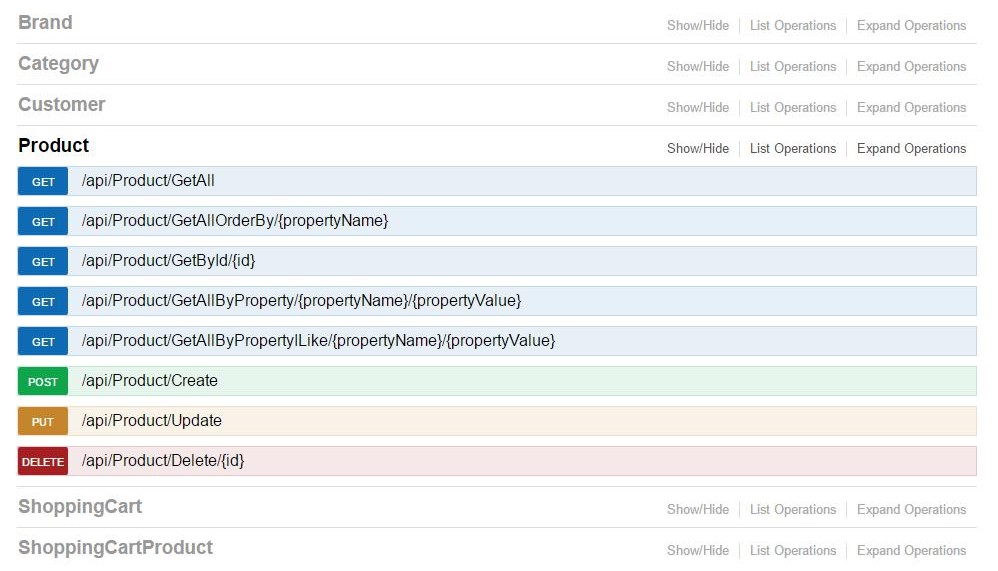 Brand Show/Hide List Operations Expand Operations
Category Show/Hide List Operations Expand Operations
Customer Show/Hide List Operations Expand Operations
Product Show/Hide List Operations Expand Operations
GET /api/Product/GetAll
GET /api/Product/GetAllOrderBy/{propertyName}
GET /api/Product/GetById/{id}
GET /api/Product/GetAllByProperty/{propertyName}/{propertyValue}
GET /api/Product/GetAllByPropertyILike/{propertyName}/{propertyValue}
POST /api/Product/Create
PUT /api/Product/Update
DELETE /api/Product/Delete/{id}
ShoppingCart Show/Hide List Operations Expand Operations
ShoppingCartProduct Show/Hide List Operations Expand Operations